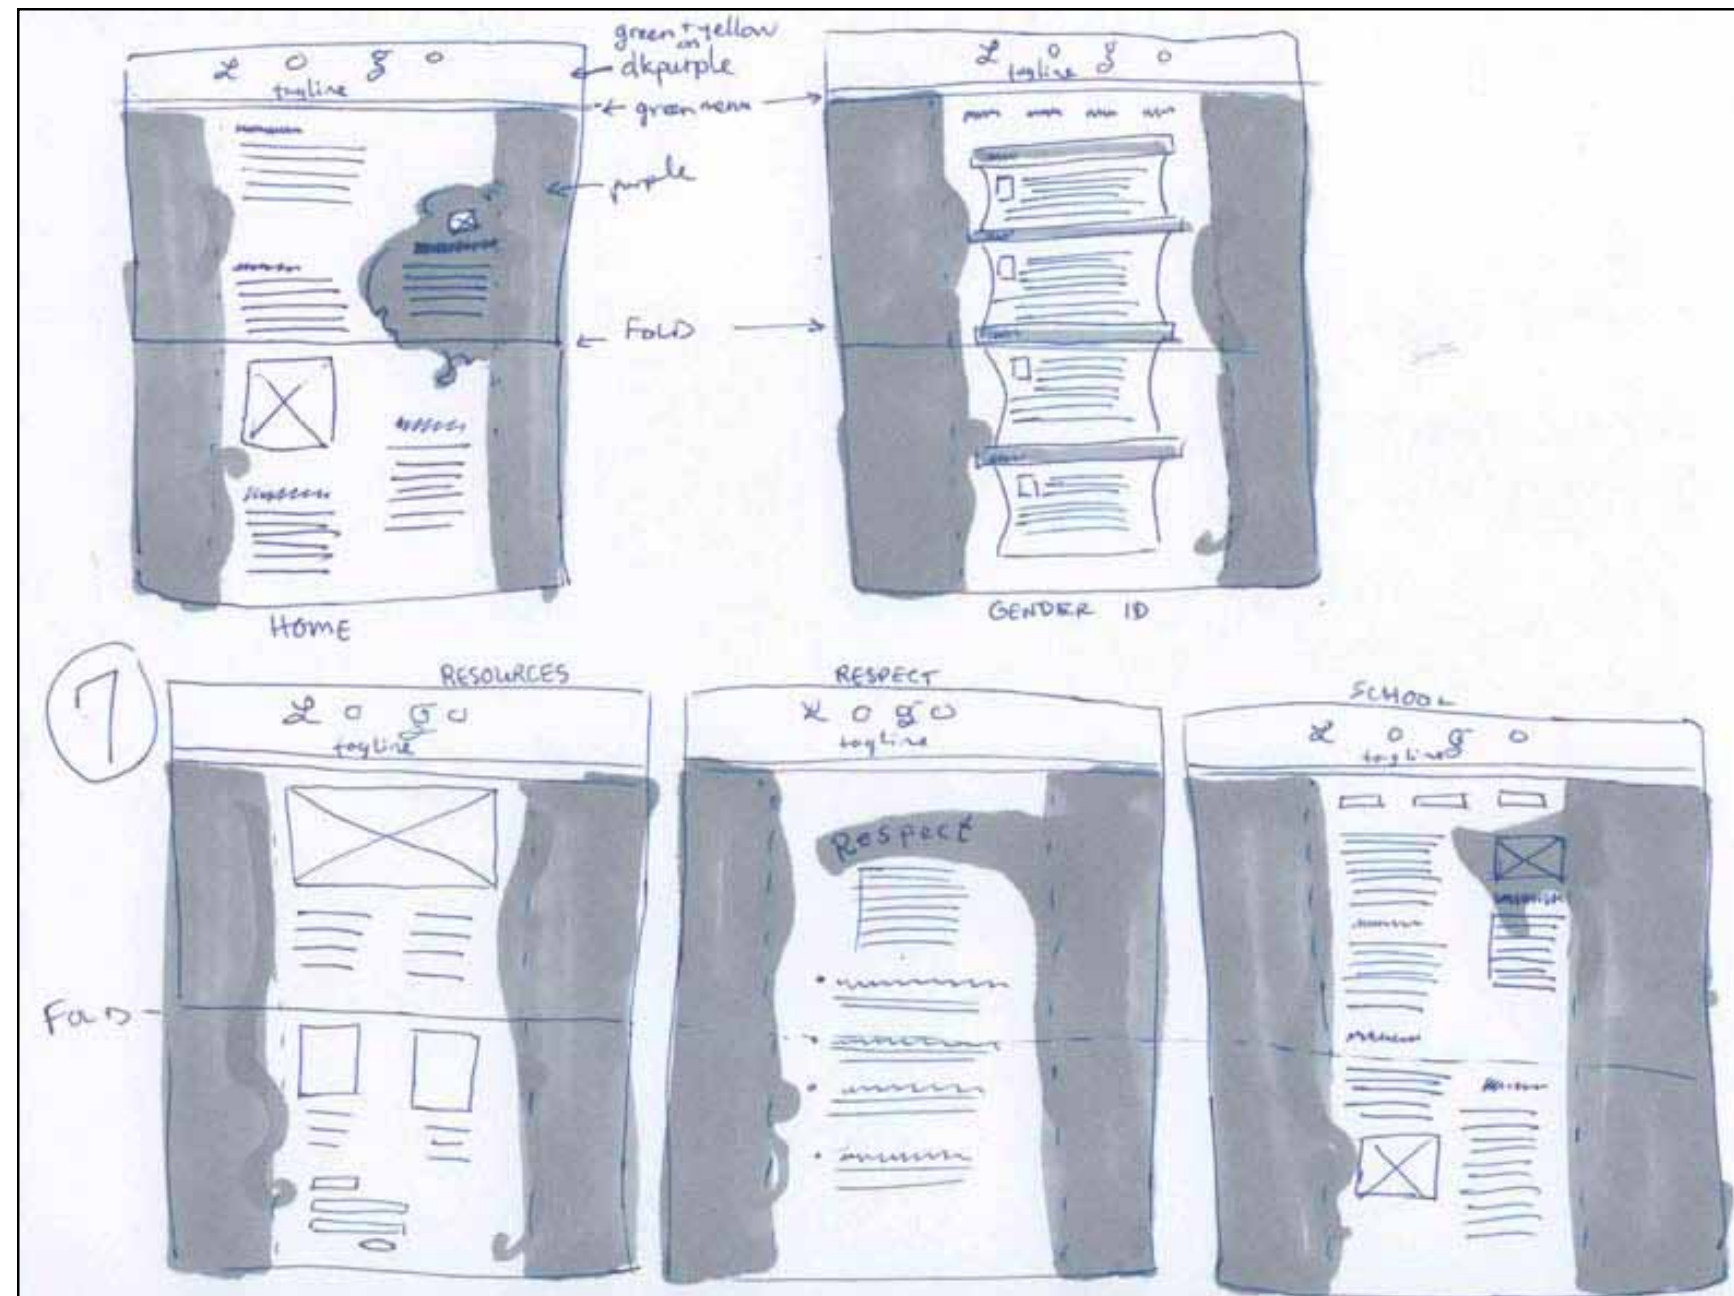 Logo
tagline
green + yellow
on
dkpurple
green menu
purple
FOLD
Logo
tagline
HOME
GENDER ID
7
RESOURCES
Logo
tagline
RESPECT
Logo
tagline
Respect
SCHOOL
Logo
tagline
FOLD